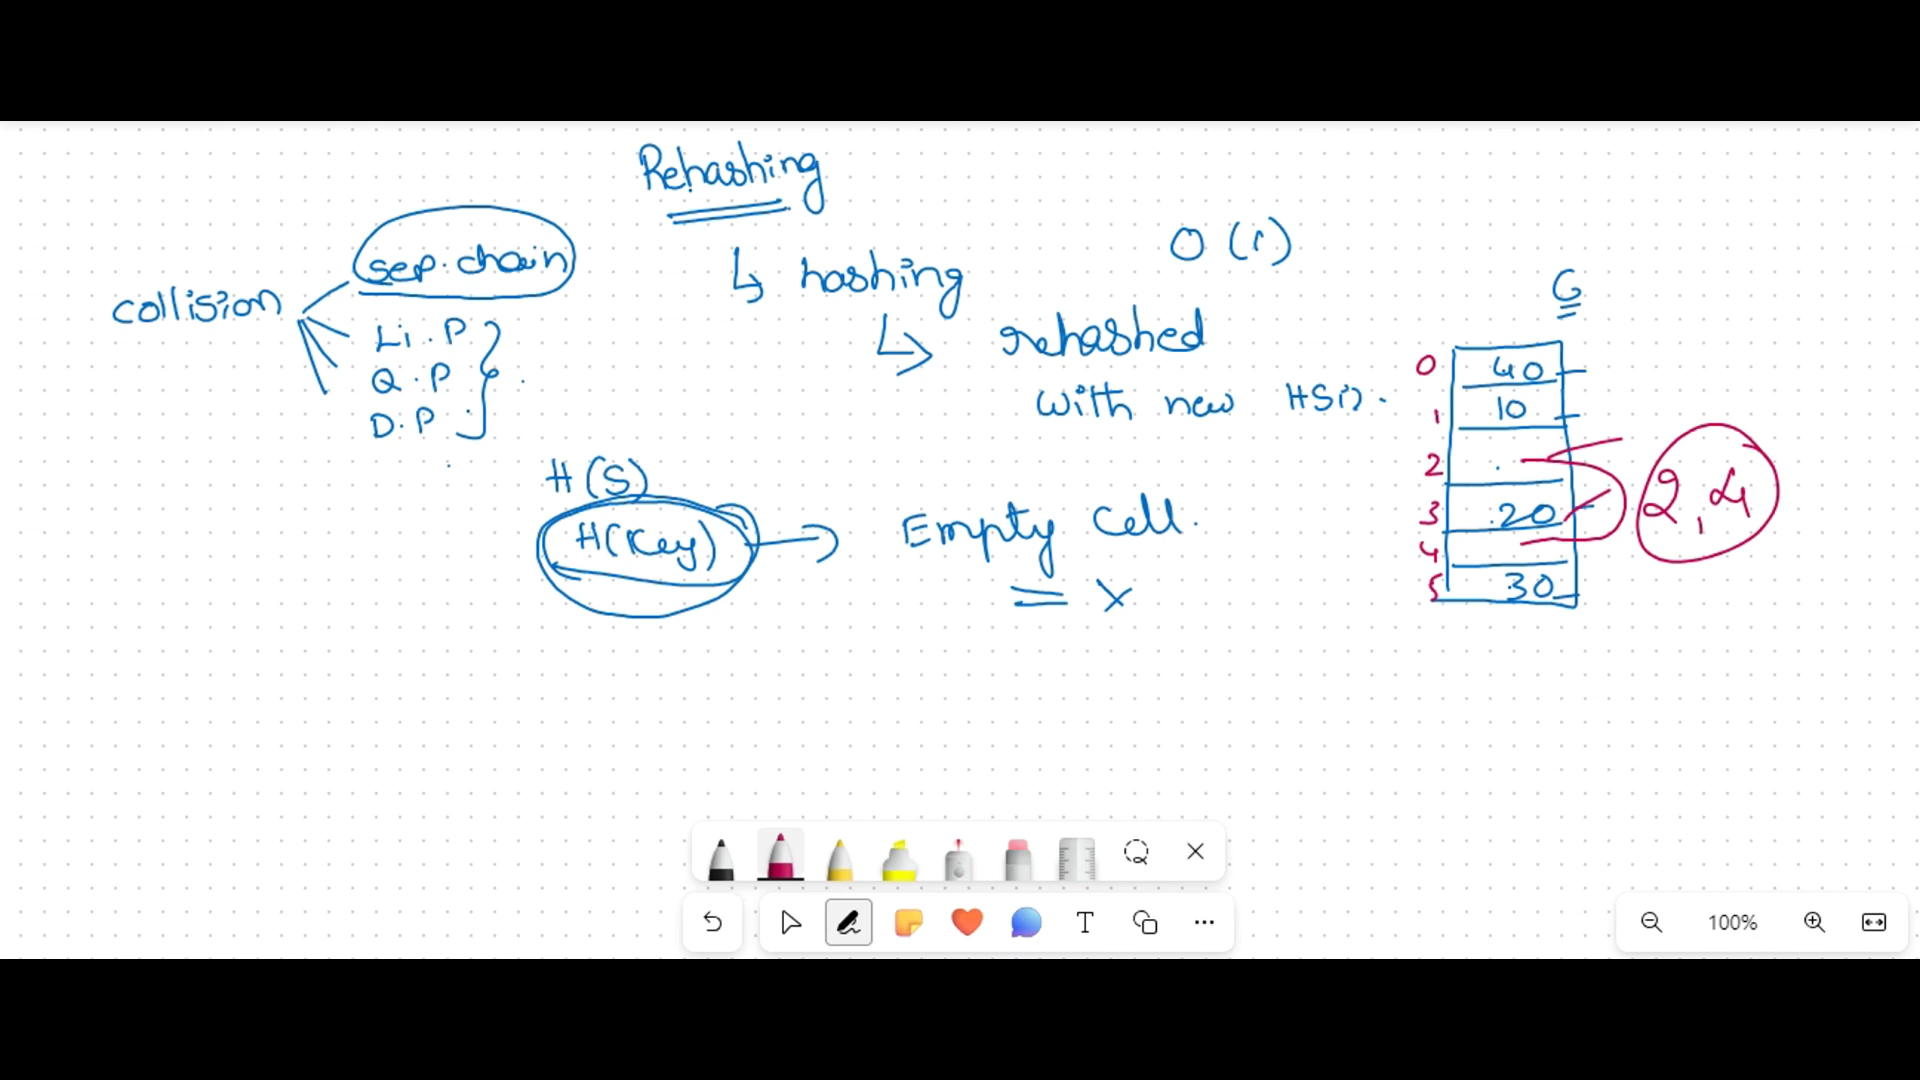 Rehashing
O(1)
sep.chain
↳ hashing
collision
6
Li.P
↳ rehashed
0 40
Q.P
with new HSi).
1 10
D.P
2 .
H(S)
2,4
3 20
H(Key) → Empty cell.
4
= x
5 30
T
100%